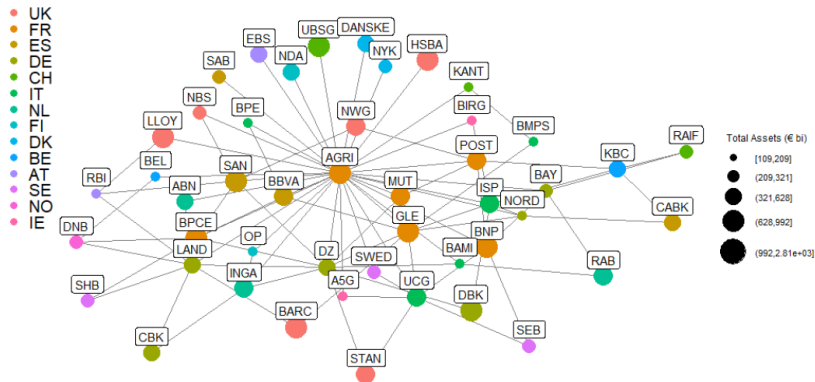 UK
FR
ES
DE
CH
IT
NL
FI
DK
BE
AT
SE
NO
IE
UBSG
DANSKE
EBS
HSBA
NDA
NYK
SAB
KANT
NBS
BPE
NWG
BIRG
LLOY
BMPS
AGRI
POST
RAIF
KBC
BEL
SAN
RBI
BBVA
MUT
ISP
BAY
ABN
NORD
CABK
DNB
BPCE
GLE
BNP
LAND
OP
DZ
SWED
BAMI
RAB
INGA
A5G
UCG
SHB
DBK
BARC
SEB
CBK
STAN
Total Assets (€ bi)
[109,209]
(209,321]
(321,628]
(628,992]
(992,2.81e+03]